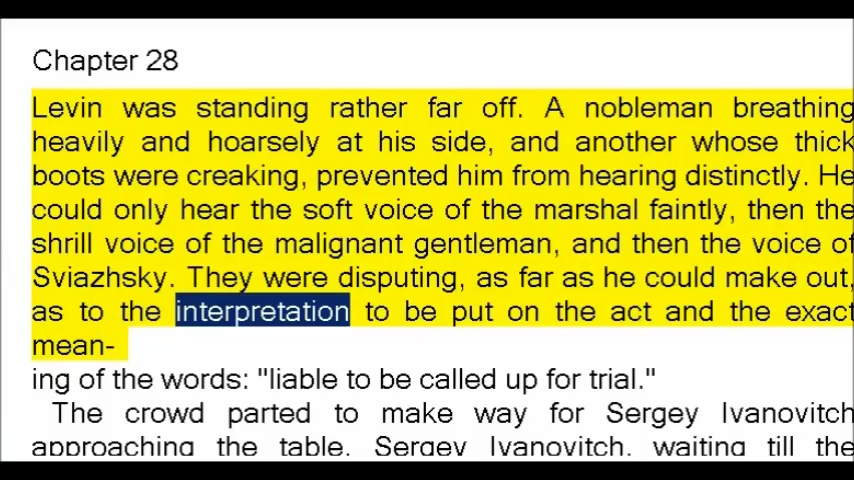 Chapter 28
Levin was standing rather far off. A nobleman breathing
heavily and hoarsely at his side, and another whose thick
boots were creaking, prevented him from hearing distinctly. He
could only hear the soft voice of the marshal faintly, then the
shrill voice of the malignant gentleman, and then the voice of
Sviazhsky. They were disputing, as far as he could make out,
as to the interpretation to be put on the act and the exact
mean-
ing of the words: "liable to be called up for trial."
The crowd parted to make way for Sergey Ivanovitch
approaching the table. Sergey Ivanovitch, waiting till the